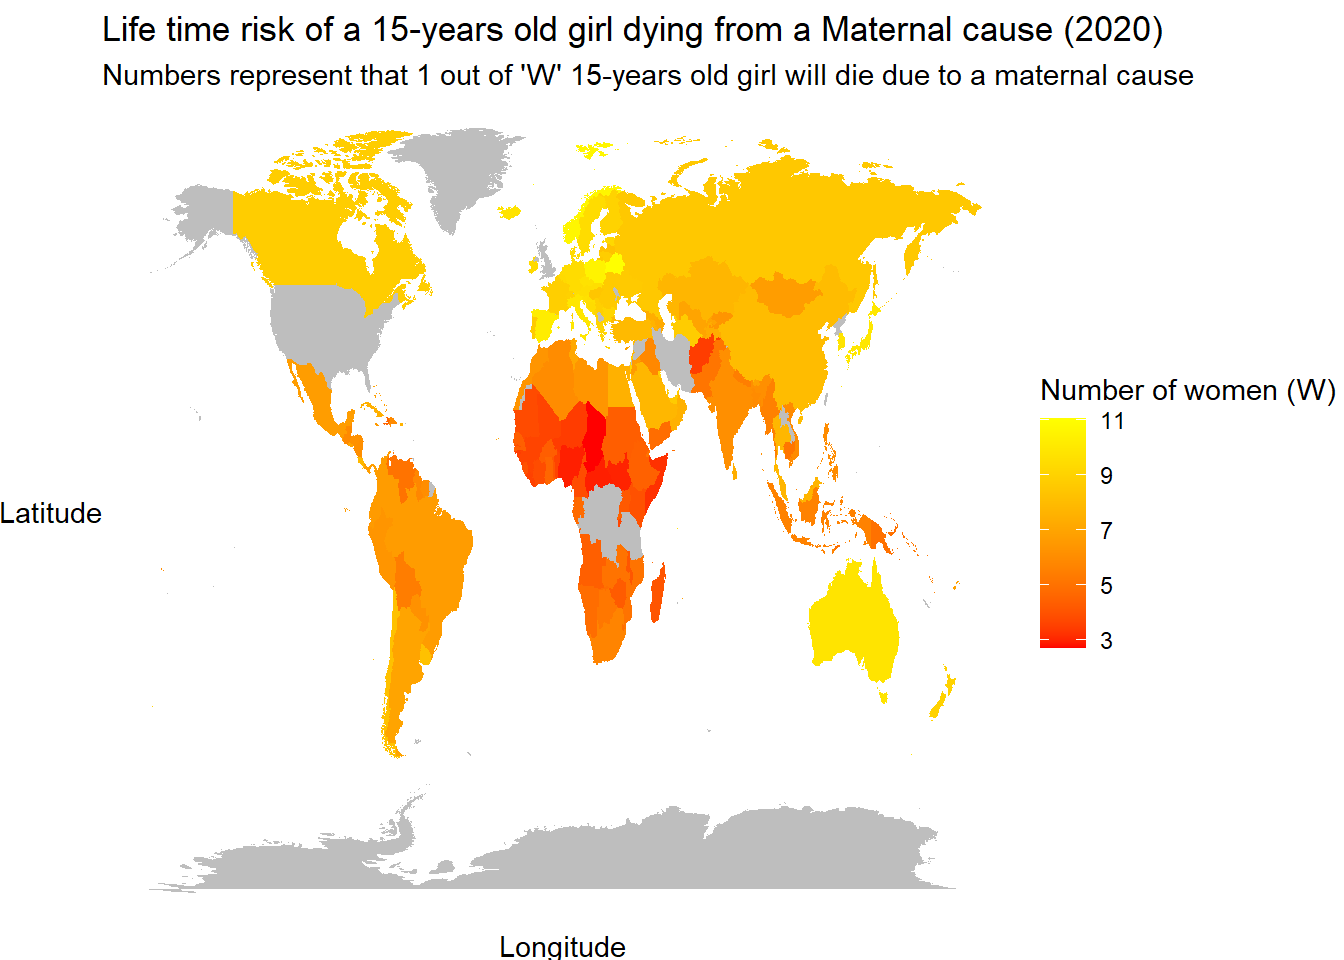 Life time risk of a 15-years old girl dying from a Maternal cause (2020)
Numbers represent that 1 out of 'W' 15-years old girl will die due to a maternal cause
Number of women (W)
11
9
7
5
3
Latitude
Longitude